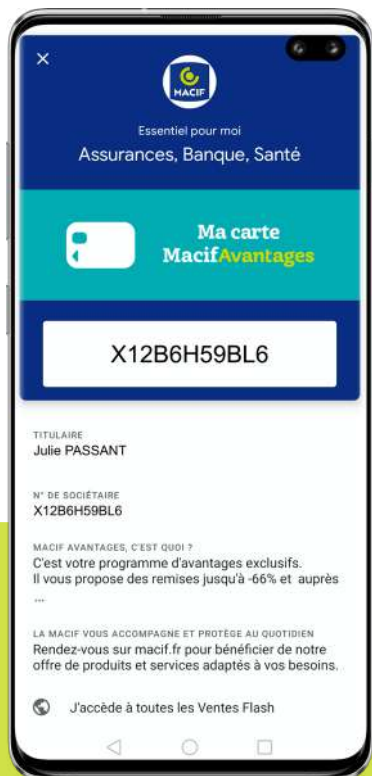 MACIF
Essentiel pour moi
Assurances, Banque, Santé
Ma carte
MacifAvantages
X12B6H59BL6
TITULAIRE
Julie PASSANT
N° DE SOCIÉTAIRE
X12B6H59BL6
MACIF AVANTAGES, C'EST QUOI ?
C'est votre programme d'avantages exclusifs.
Il vous propose des remises jusqu'à -66% et auprès
...
LA MACIF VOUS ACCOMPAGNE ET PROTÈGE AU QUOTIDIEN
Rendez-vous sur macif.fr pour bénéficier de notre
offre de produits et services adaptés à vos besoins.
J'accède à toutes les Ventes Flash